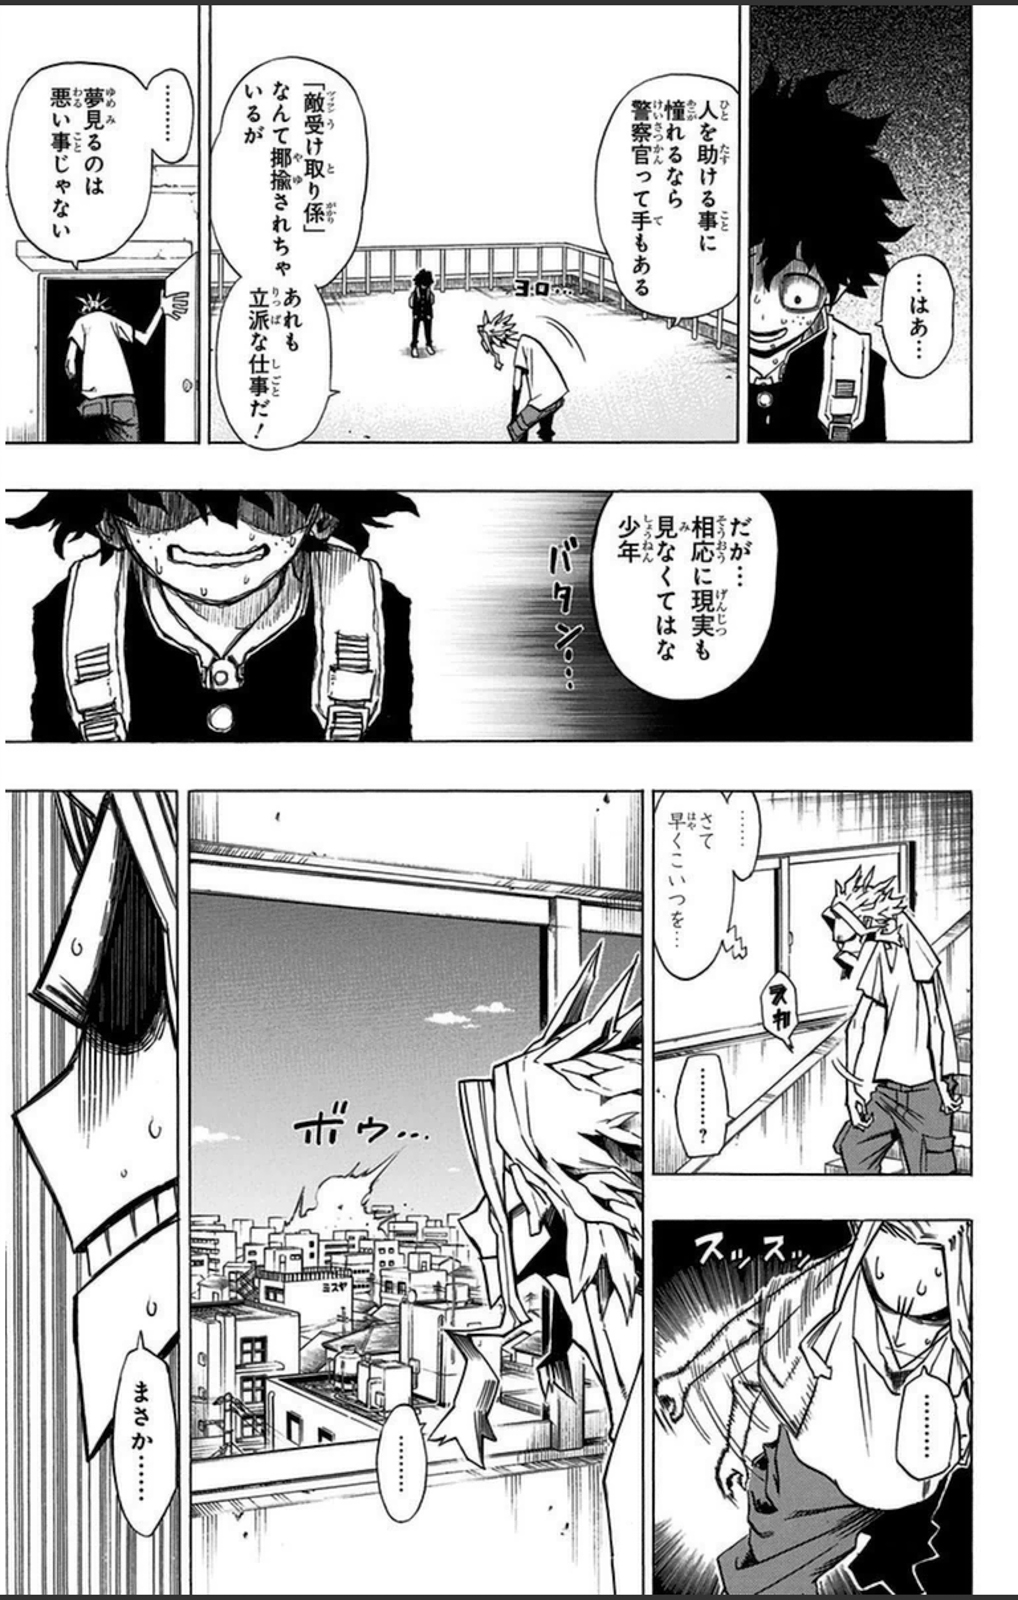 …はあ…
人を助ける事に
憧れるなら
警察官って手もある
ヨロ…
「敵受け取り係」
なんて揶揄されちゃ
いるが
あれも
立派な仕事だ！
………
夢見るのは
悪い事じゃない
だが…
相応に現実も
見なくてはな
少年
バタン…
……
さて
早くこいつを…
スカ
………？
スッ スッ
………
ボウ…
ミスヤ
………
まさか……